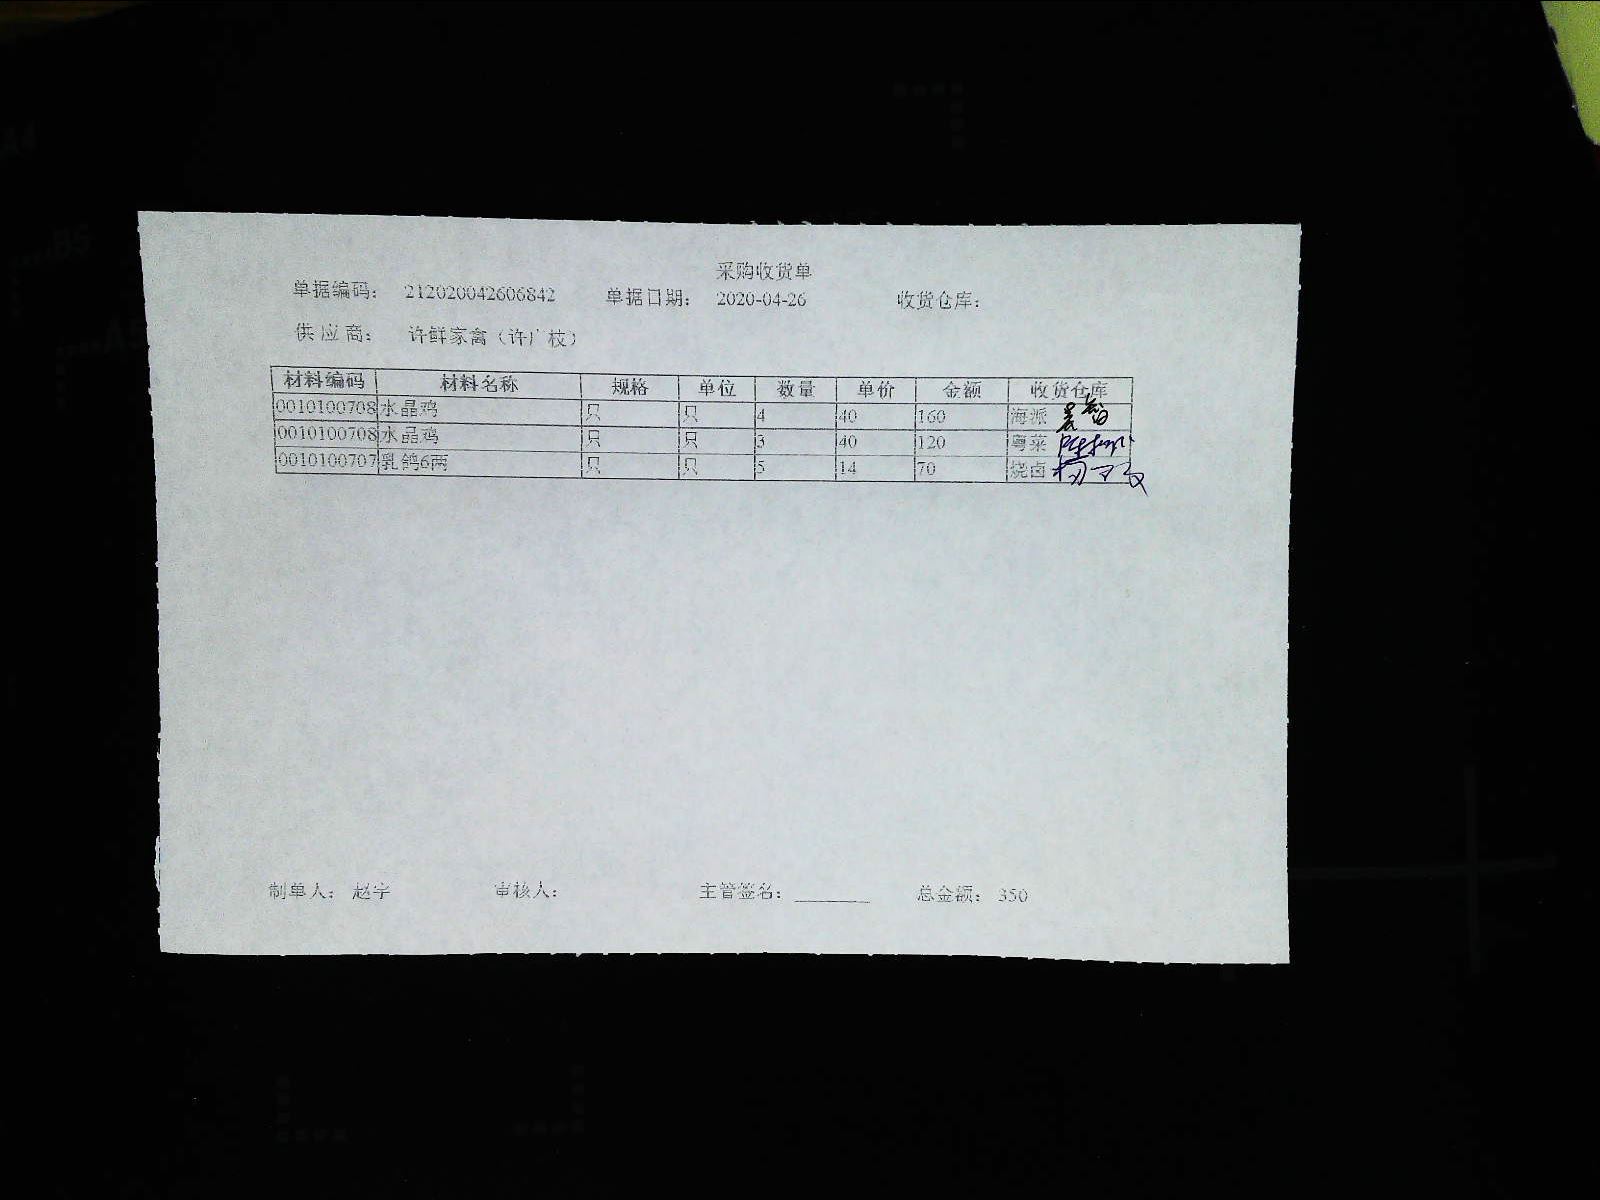 采购收货单
单据编码： 212020042606842 单据日期： 2020-04-26 收货仓库：
供 应 商： 许鲜家禽（许广枝）
材料编码 材料名称 规格 单位 数量 单价 金额 收货仓库
0010100708 水晶鸡 只 只 4 40 160 海派
0010100708 水晶鸡 只 只 3 40 120 粤菜
0010100707 乳鸽6两 只 只 5 14 70 烧卤
制单人： 赵宇 审核人： 主管签名： 总金额： 350